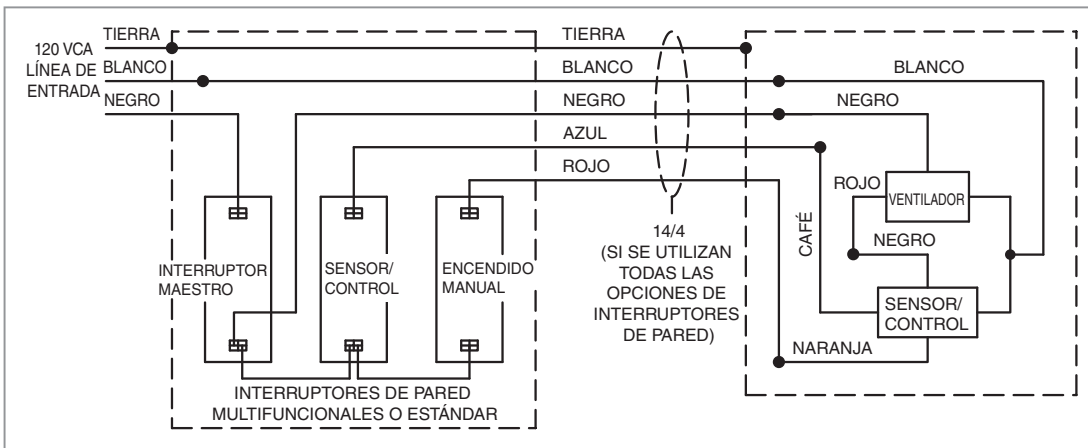 120 VCA
LÍNEA DE
ENTRADA
TIERRA
BLANCO
NEGRO
TIERRA
BLANCO
NEGRO
AZUL
ROJO
BLANCO
NEGRO
ROJO
VENTILADOR
NEGRO
CAFÉ
SENSOR/
CONTROL
NARANJA
INTERRUPTOR
MAESTRO
SENSOR/
CONTROL
ENCENDIDO
MANUAL
14/4
(SI SE UTILIZAN
TODAS LAS
OPCIONES DE
INTERRUPTORES
DE PARED)
INTERRUPTORES DE PARED
MULTIFUNCIONALES O ESTÁNDAR